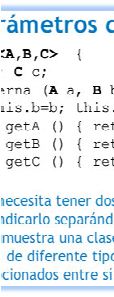 rámetros
<A,B,C> {
C c;
erna (A a, B
his.b=b; this.
getA () { ret
getB () { ret
getC () { ret
necesita tener dos
ndicarlo separánd
muestra una clase
de diferente tipo
cionados entre si